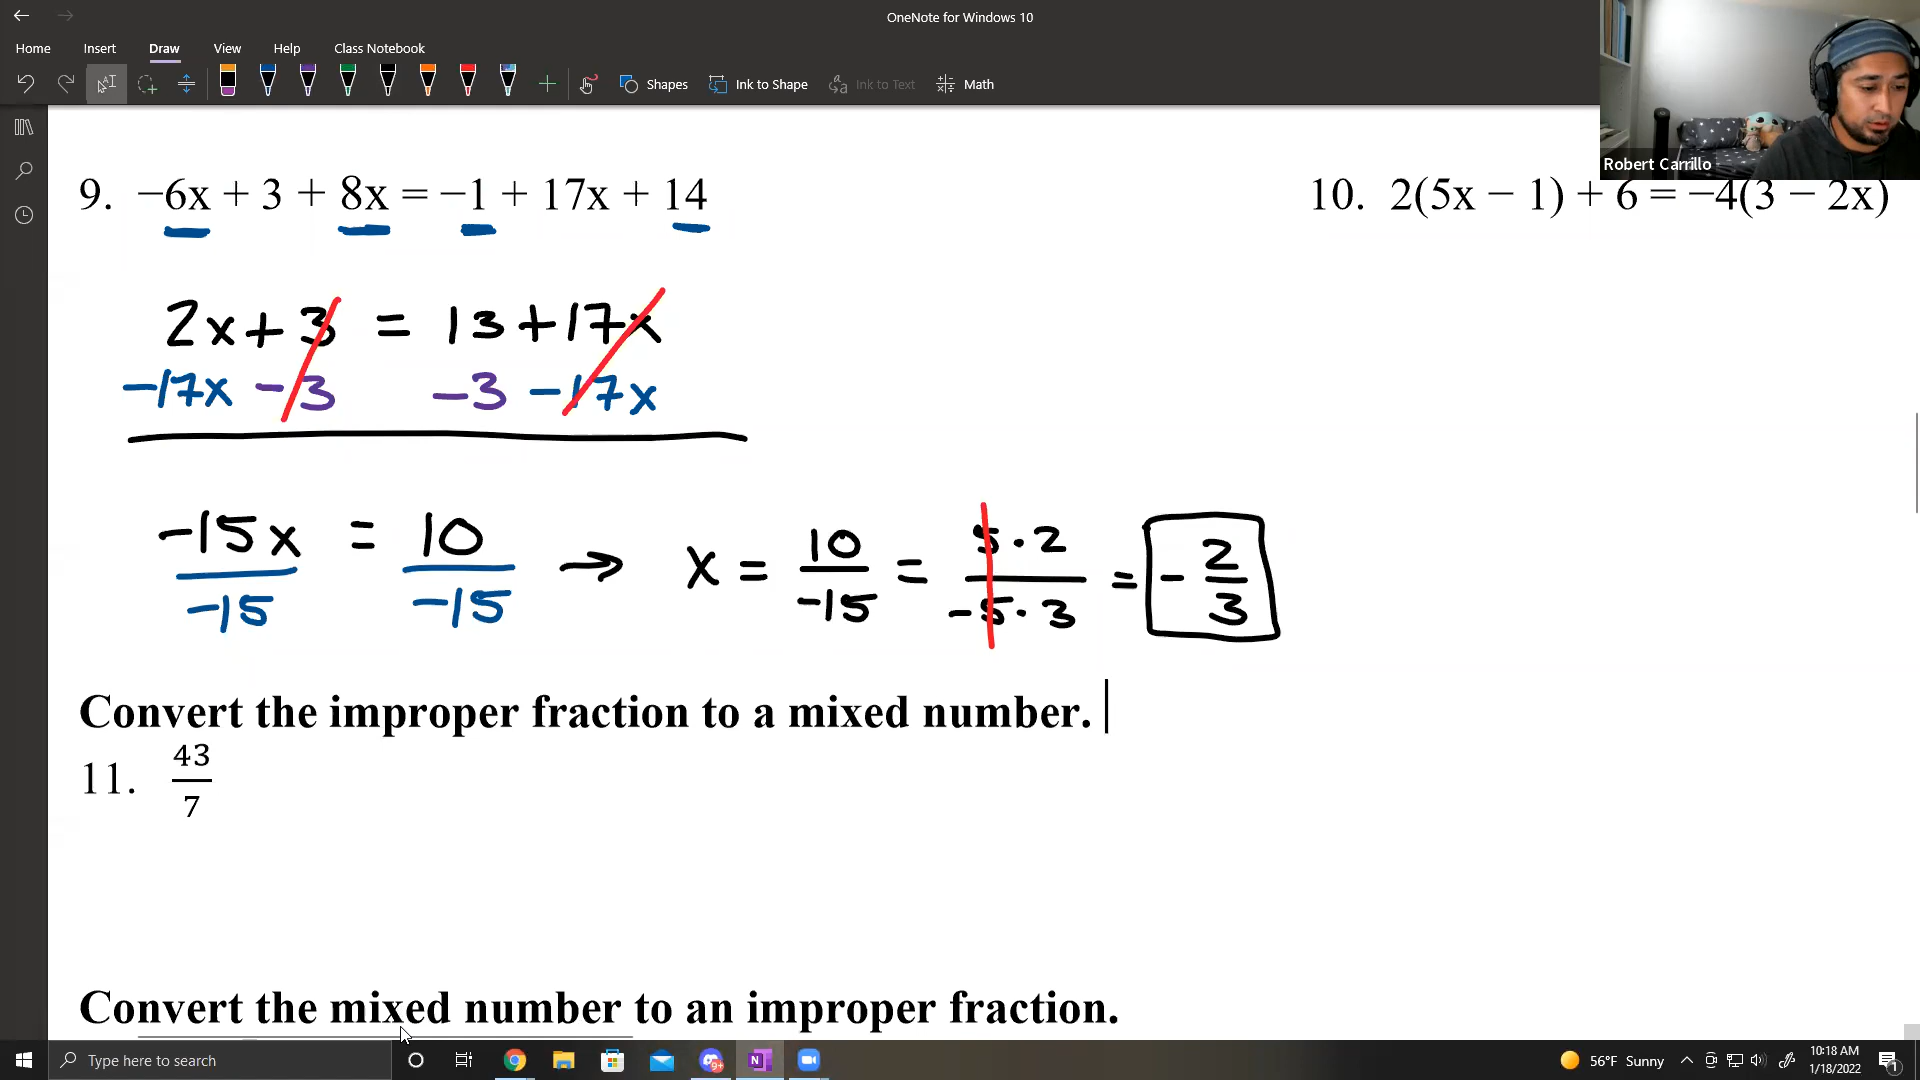 OneNote for Windows 10
Home Insert Draw View Help Class Notebook
Shapes Ink to Shape Ink to Text Math
Robert Carrillo
9. −6x + 3 + 8x = −1 + 17x + 14
10. 2(5x − 1) + 6 = −4(3 − 2x)
2x + 3 = 13 + 17x
−17x − 3 −3 − 17x
-15x/-15 = 10/-15 → x = 10/-15 = 5·2/-5·3 = -2/3
Convert the improper fraction to a mixed number.
11. 43/7
Convert the mixed number to an improper fraction.
Type here to search
9+
N
56°F Sunny
10:18 AM
1/18/2022
1